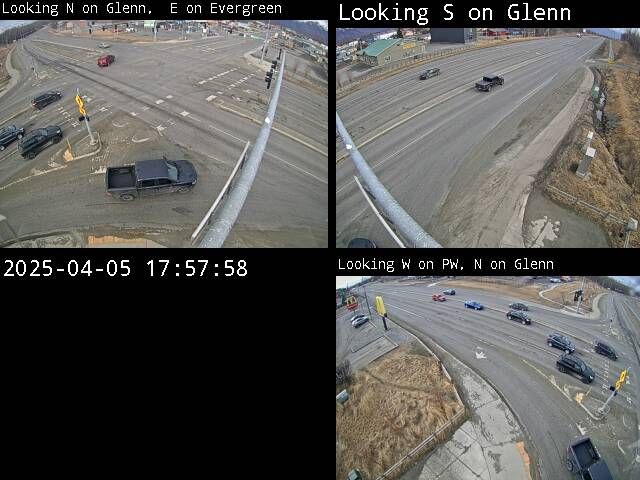 Looking N on Glenn, E on Evergreen
Looking S on Glenn
2025-04-05 17:57:58
Looking W on PW, N on Glenn